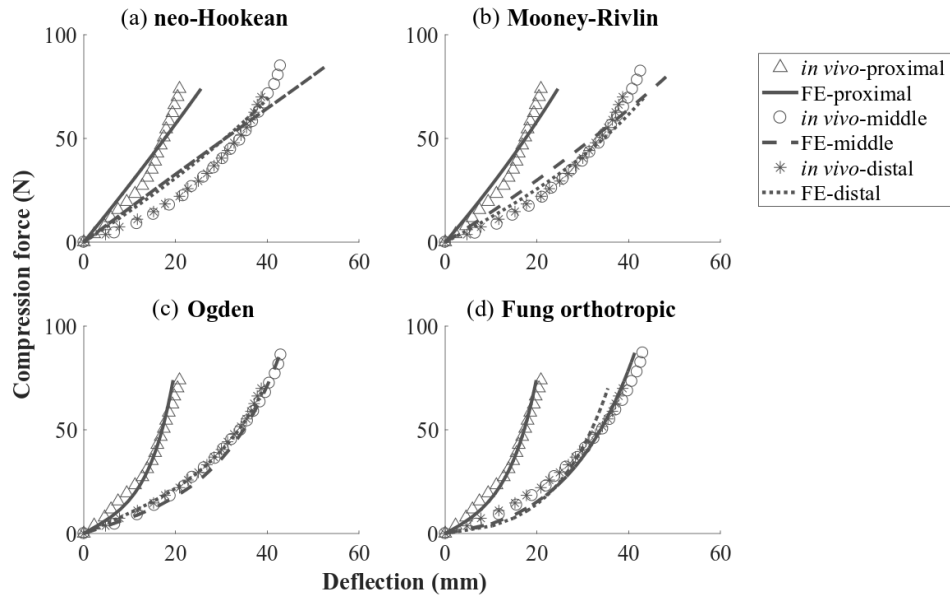 (a) neo-Hookean
(b) Mooney-Rivlin
100
50
0
0
20
40
60
100
50
0
0
20
40
60
in vivo-proximal
FE-proximal
in vivo-middle
FE-middle
in vivo-distal
FE-distal
Compression force (N)
(c) Ogden
(d) Fung orthotropic
100
50
0
0
20
40
60
100
50
0
0
20
40
60
Deflection (mm)